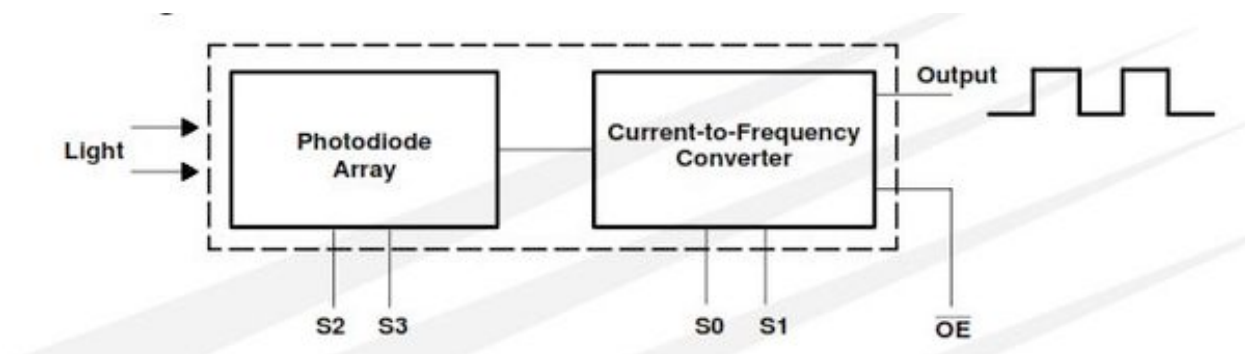 Output
Light
Photodiode
Array
Current-to-Frequency
Converter
S2 S3 S0 S1 OE